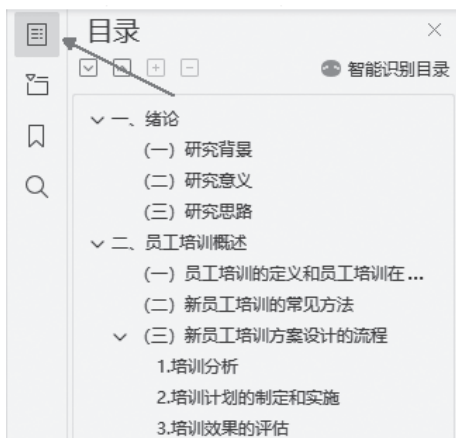 目录
智能识别目录
一、绪论
(一) 研究背景
(二) 研究意义
(三) 研究思路
二、员工培训概述
(一) 员工培训的定义和员工培训在...
(二) 新员工培训的常见方法
(三) 新员工培训方案设计的流程
1.培训分析
2.培训计划的制定和实施
3.培训效果的评估